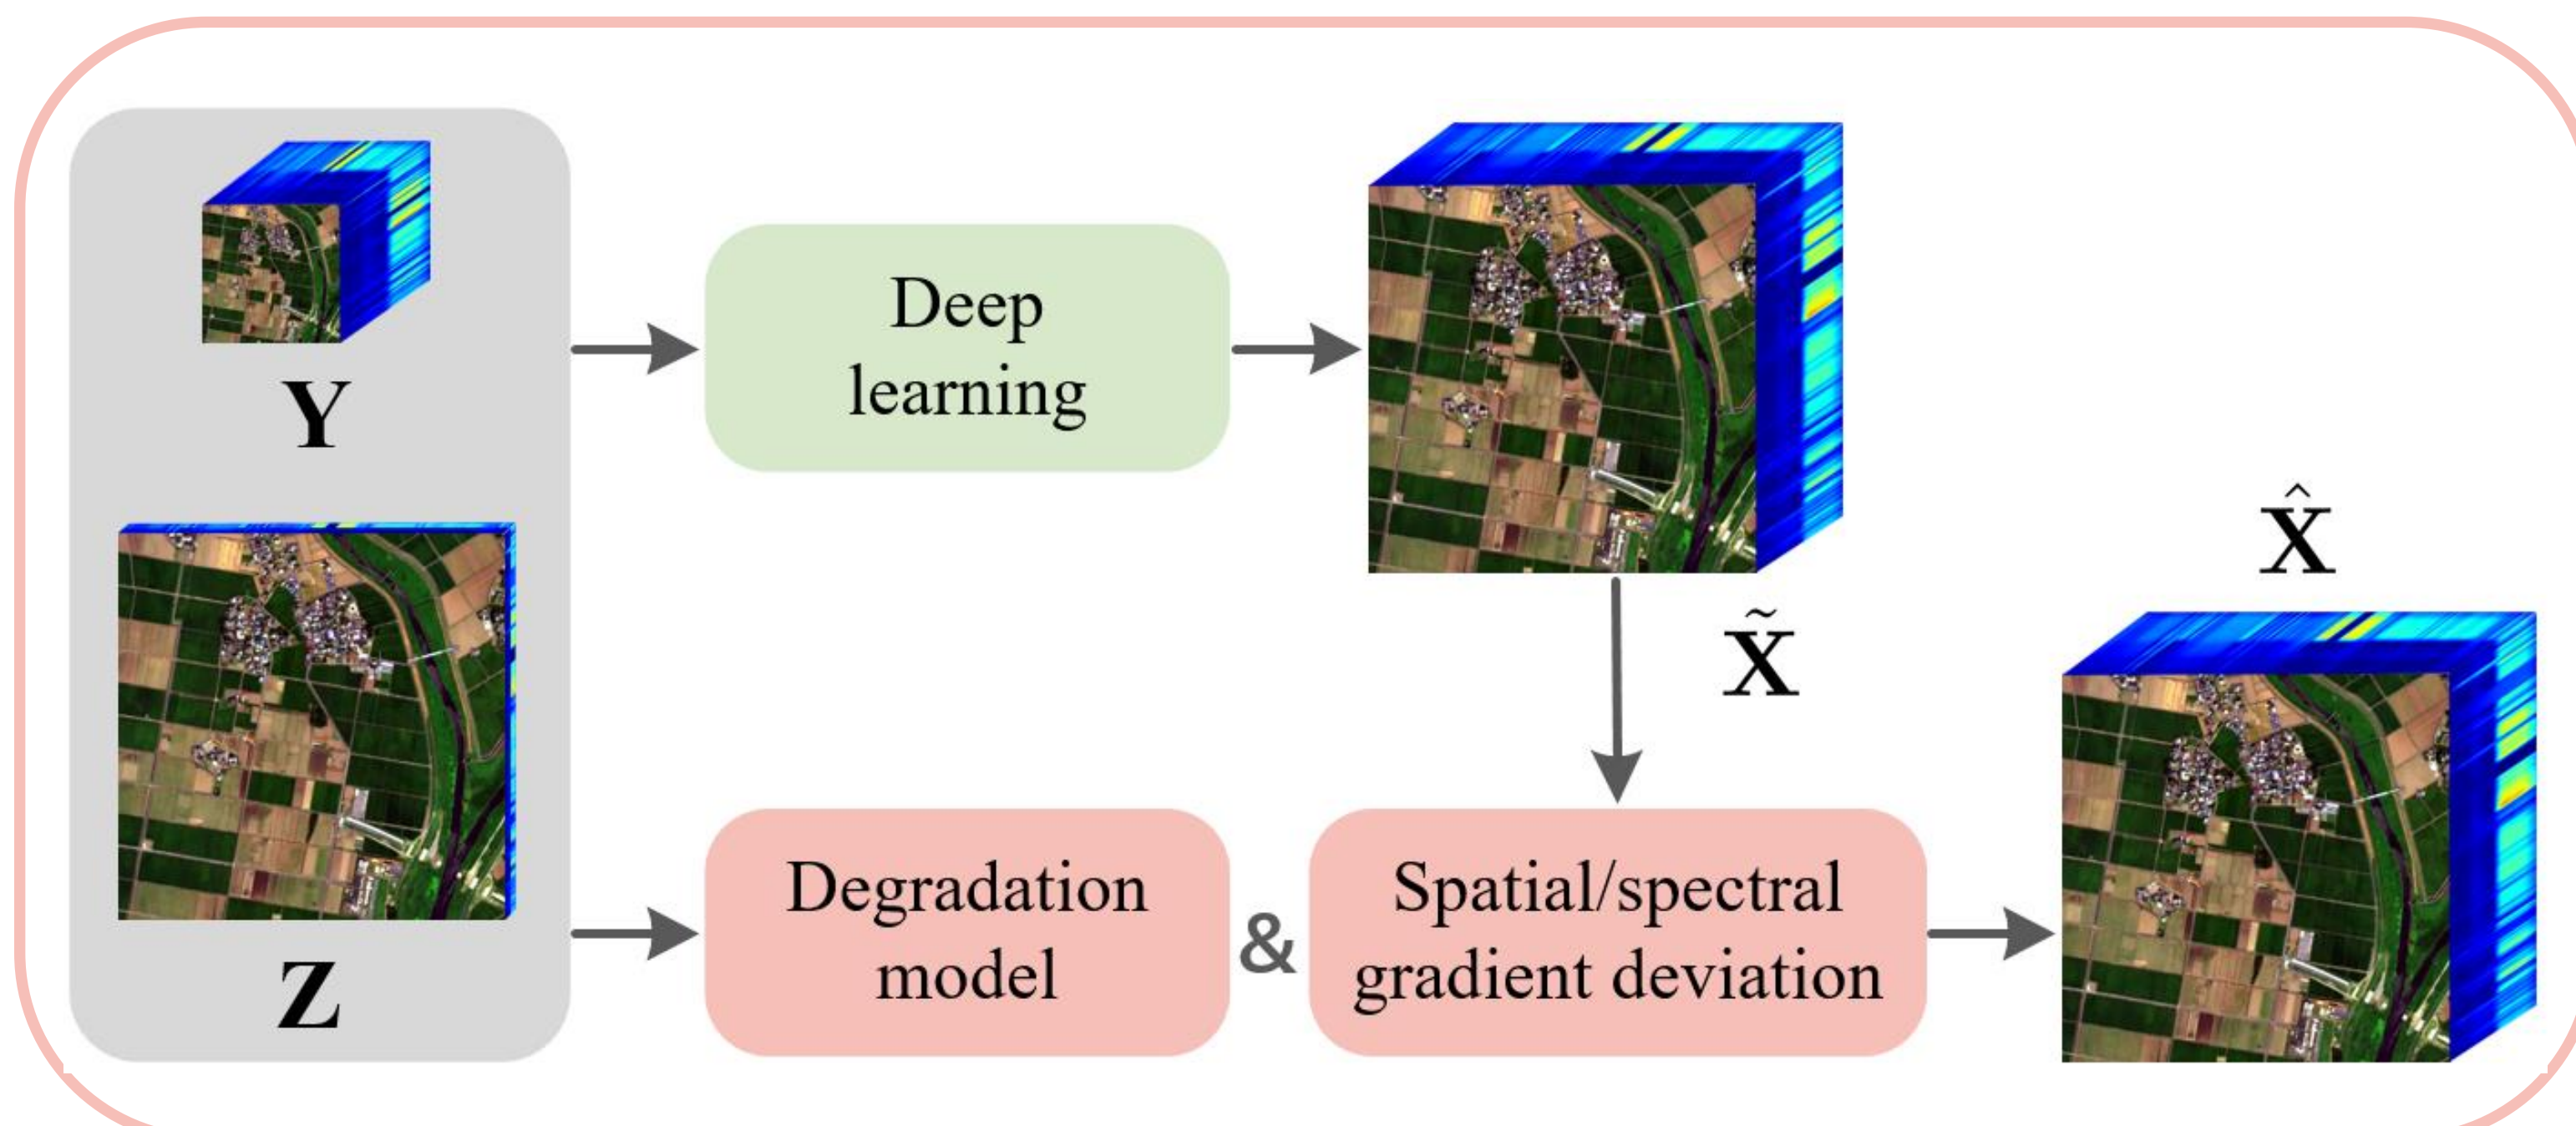 Y
Z
Deep
learning
X̃
Degradation
model
&
Spatial/spectral
gradient deviation
X̂